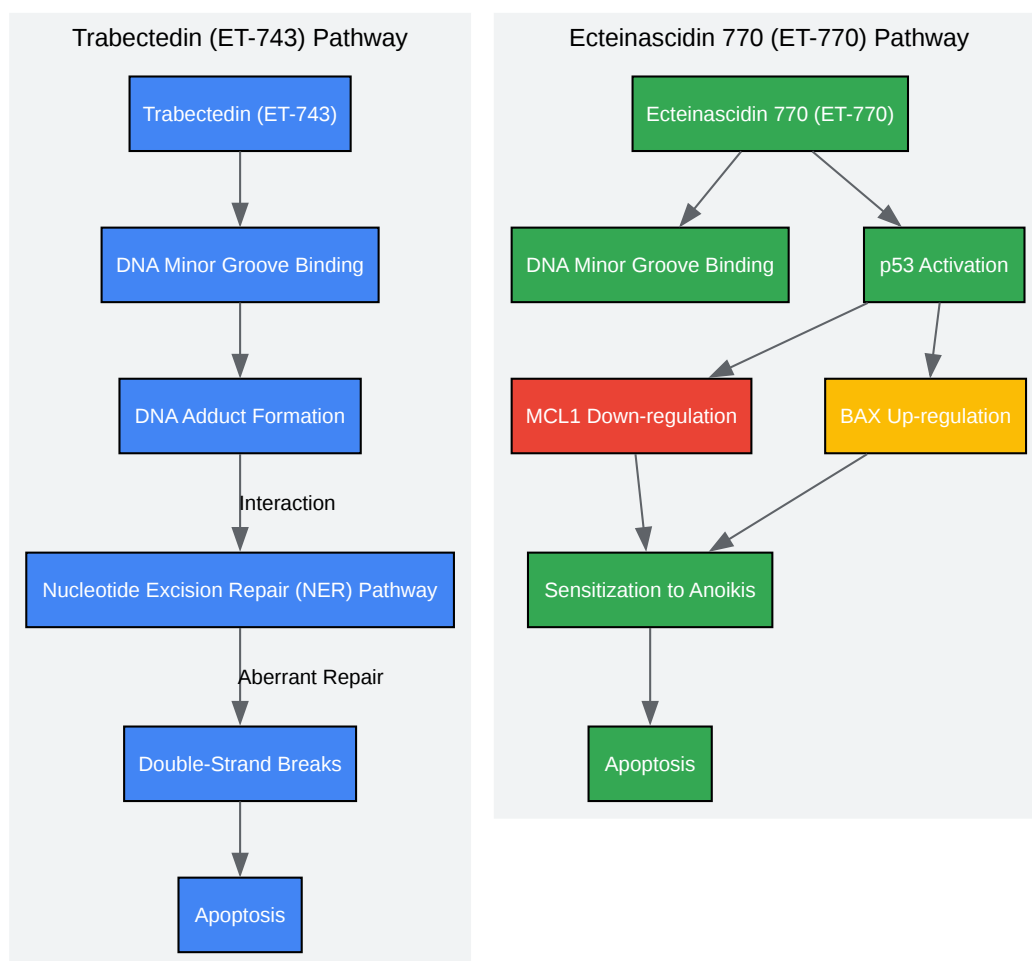 Trabectedin (ET-743) Pathway
Trabectedin (ET-743)
DNA Minor Groove Binding
DNA Adduct Formation
Interaction
Nucleotide Excision Repair (NER) Pathway
Aberrant Repair
Double-Strand Breaks
Apoptosis
Ecteinascidin 770 (ET-770) Pathway
Ecteinascidin 770 (ET-770)
DNA Minor Groove Binding
p53 Activation
MCL1 Down-regulation
BAX Up-regulation
Sensitization to Anoikis
Apoptosis